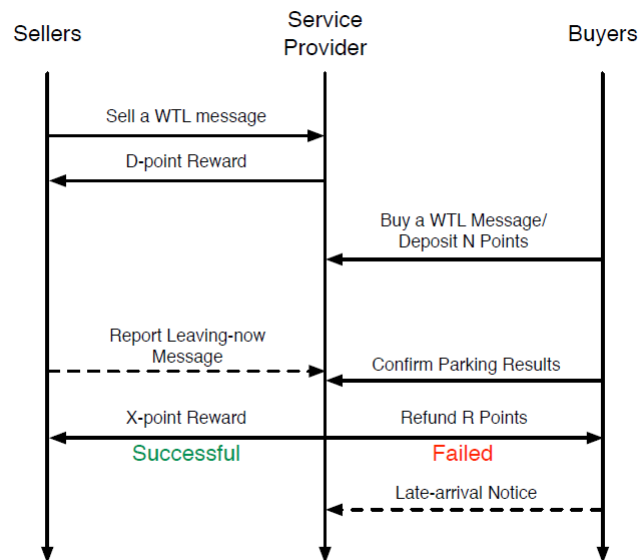 Sellers
Service
Provider
Buyers
Sell a WTL message
D-point Reward
Buy a WTL Message/
Deposit N Points
Report Leaving-now
Message
Confirm Parking Results
X-point Reward
Refund R Points
Successful
Failed
Late-arrival Notice